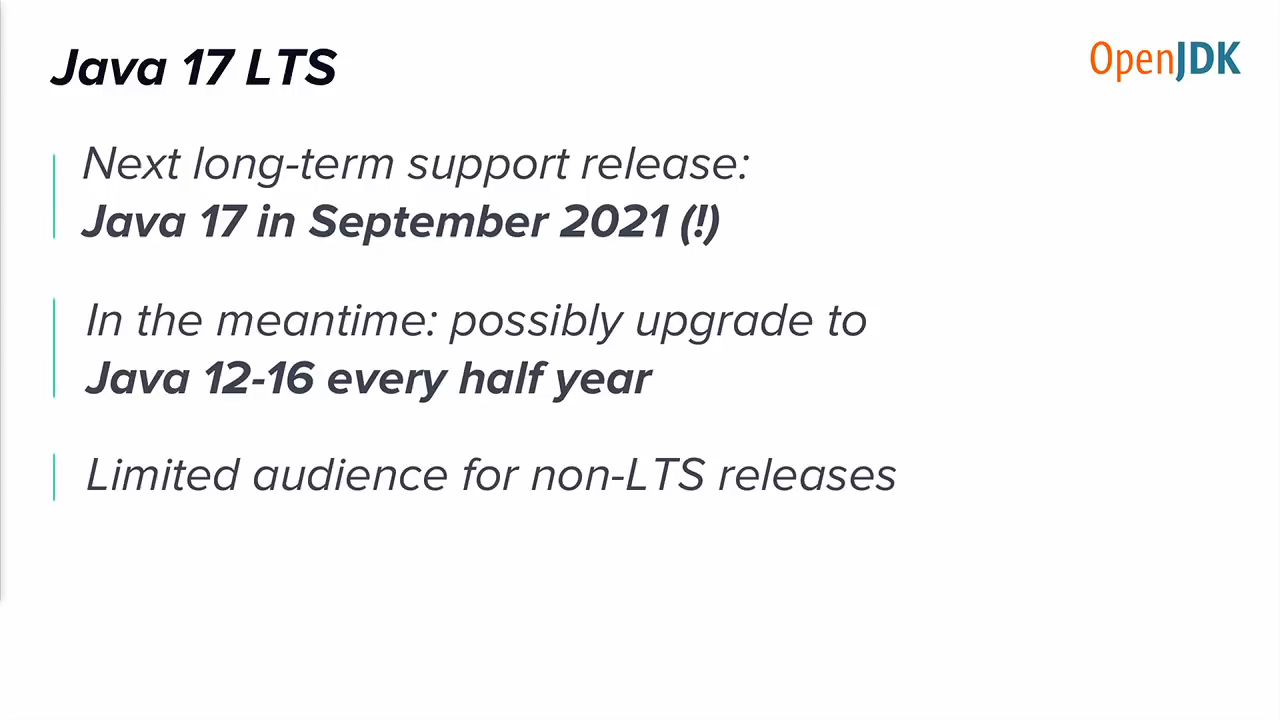 Java 17 LTS
OpenJDK
Next long-term support release:
Java 17 in September 2021 (!)
In the meantime: possibly upgrade to
Java 12-16 every half year
Limited audience for non-LTS releases